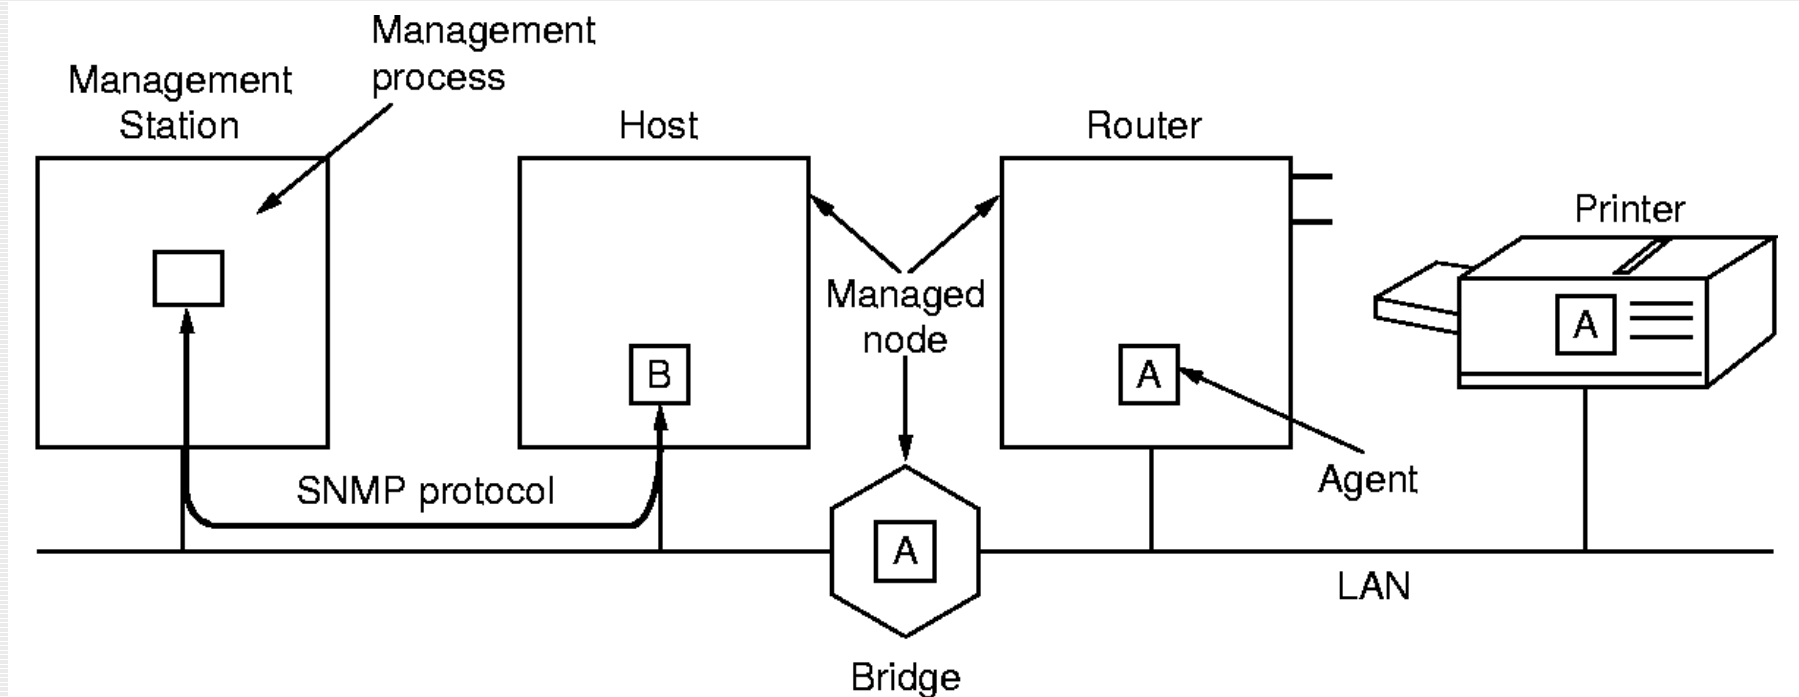 Management
process
Management
Station
Host
Router
Printer
Managed
node
A
B
A
Agent
SNMP protocol
A
LAN
Bridge